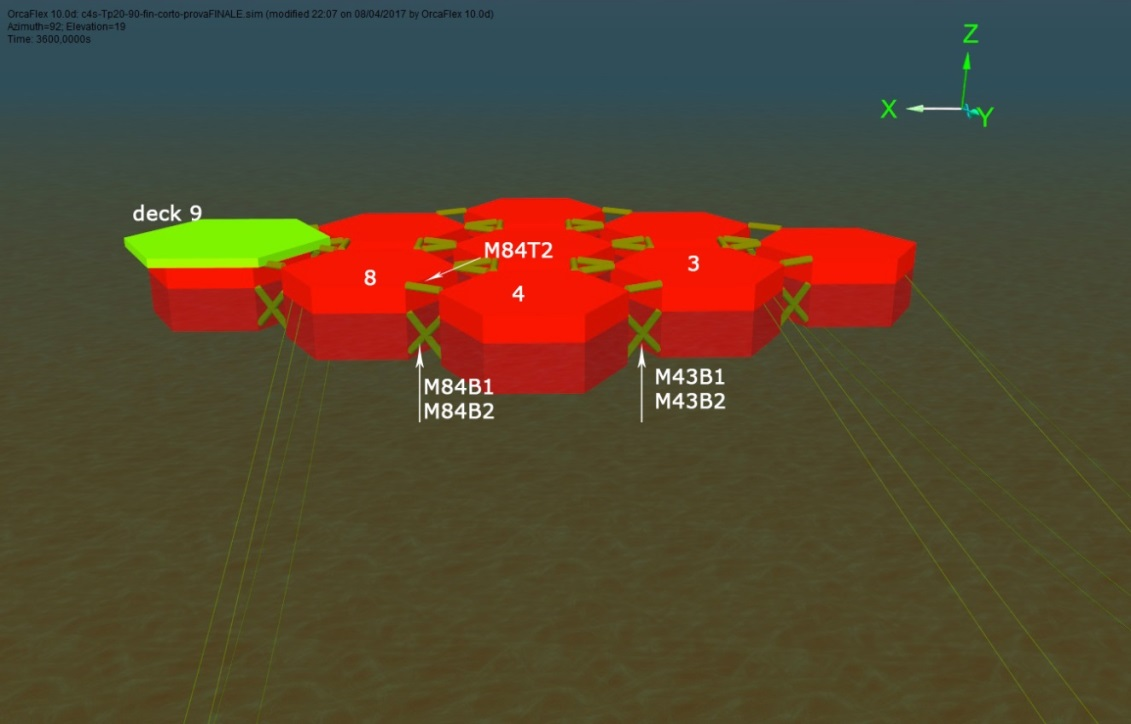 OrcaFlex 10.0d: c4s-Tp20-90-fin-corto-provaFINALE.sim (modified 22:07 on 08/04/2017 by OrcaFlex 10.0d)
Azimuth=92; Elevation=19
Time: 3600,0000s
Z
X
Y
deck 9
M84T2
8
3
4
M84B1
M84B2
M43B1
M43B2